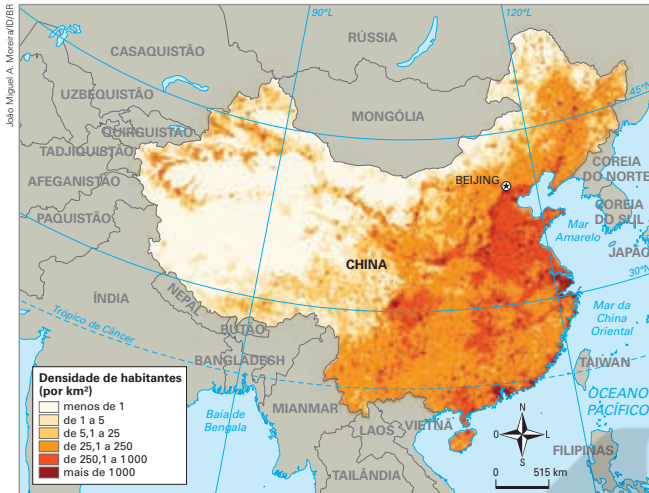 João Miguel A. Moreira/ID/BR
90°L
120°L
RÚSSIA
CASAQUISTÃO
45°N
UZBEQUISTÃO
MONGÓLIA
QUIRGUISTÃO
TADJIQUISTÃO
COREIA
DO NORTE
AFEGANISTÃO
BEIJING
COREIA
DO SUL
PAQUISTÃO
Mar
Amarelo
JAPÃO
CHINA
30°N
ÍNDIA
NEPAL
Mar da
China
Oriental
Trópico de Câncer
BUTÃO
BANGLADESH
TAIWAN
Densidade de habitantes
(por km²)
menos de 1
de 1 a 5
de 5,1 a 25
de 25,1 a 250
de 250,1 a 1000
mais de 1000
OCEANO
PACÍFICO
MIANMAR
Baía de
Bengala
LAOS
VIETNÃ
N
O
L
S
TAILÂNDIA
FILIPINAS
0
515 km